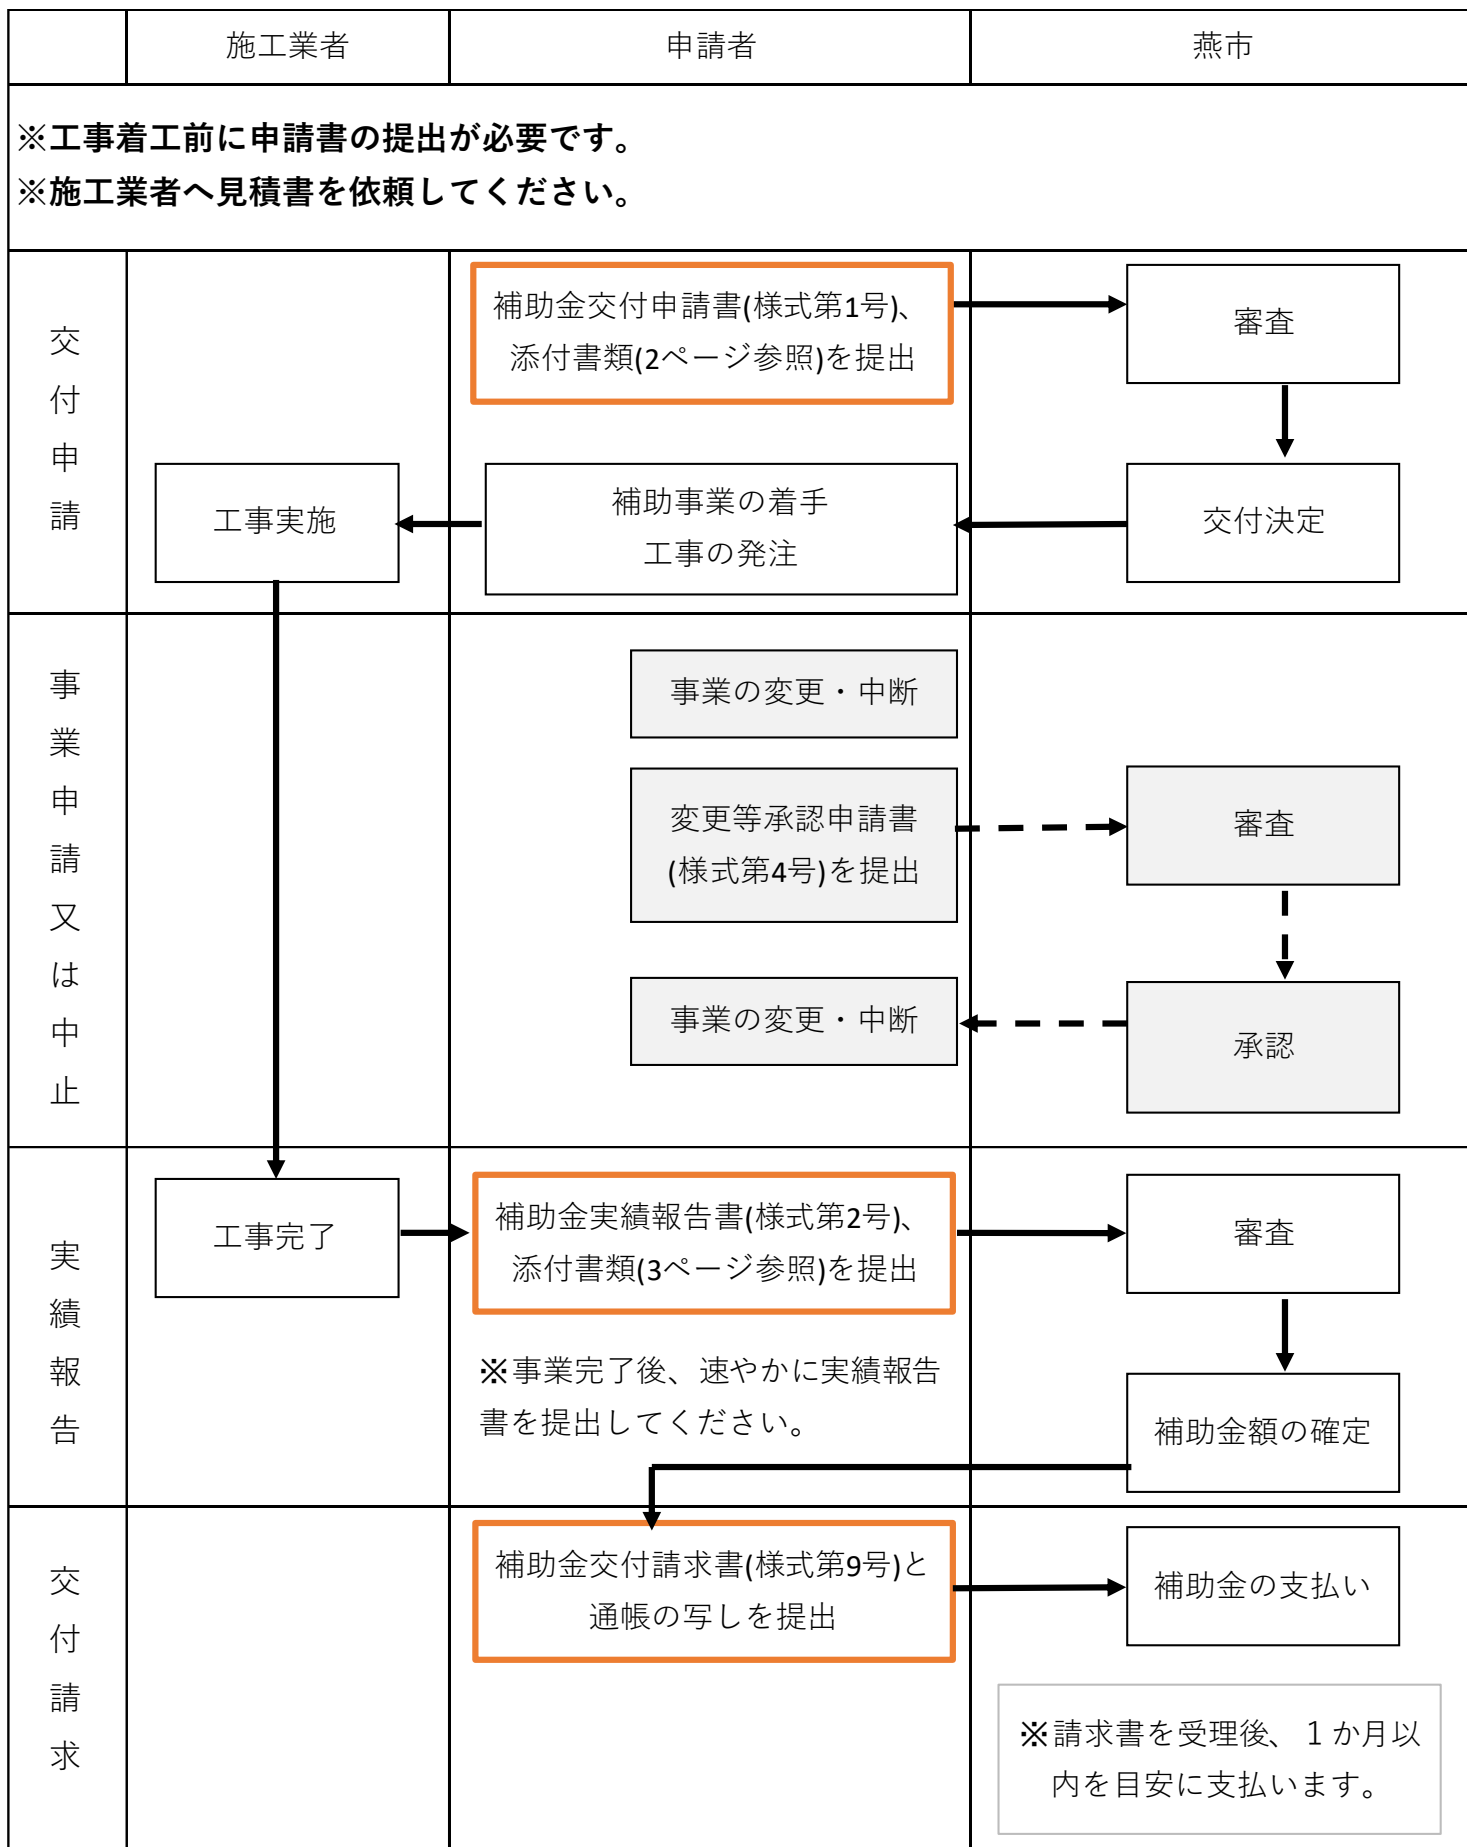 施工業者
申請者
燕市
※工事着工前に申請書の提出が必要です。
※施工業者へ見積書を依頼してください。
交付申請
補助金交付申請書(様式第1号)、
添付書類(2ページ参照)を提出
審査
工事実施
補助事業の着手
工事の発注
交付決定
事業申請又は中止
事業の変更・中断
変更等承認申請書
(様式第4号)を提出
審査
事業の変更・中断
承認
実績報告
工事完了
補助金実績報告書(様式第2号)、
添付書類(3ページ参照)を提出
審査
※事業完了後、速やかに実績報告
書を提出してください。
補助金額の確定
交付請求
補助金交付請求書(様式第9号)と
通帳の写しを提出
補助金の支払い
※請求書を受理後、１か月以
内を目安に支払います。